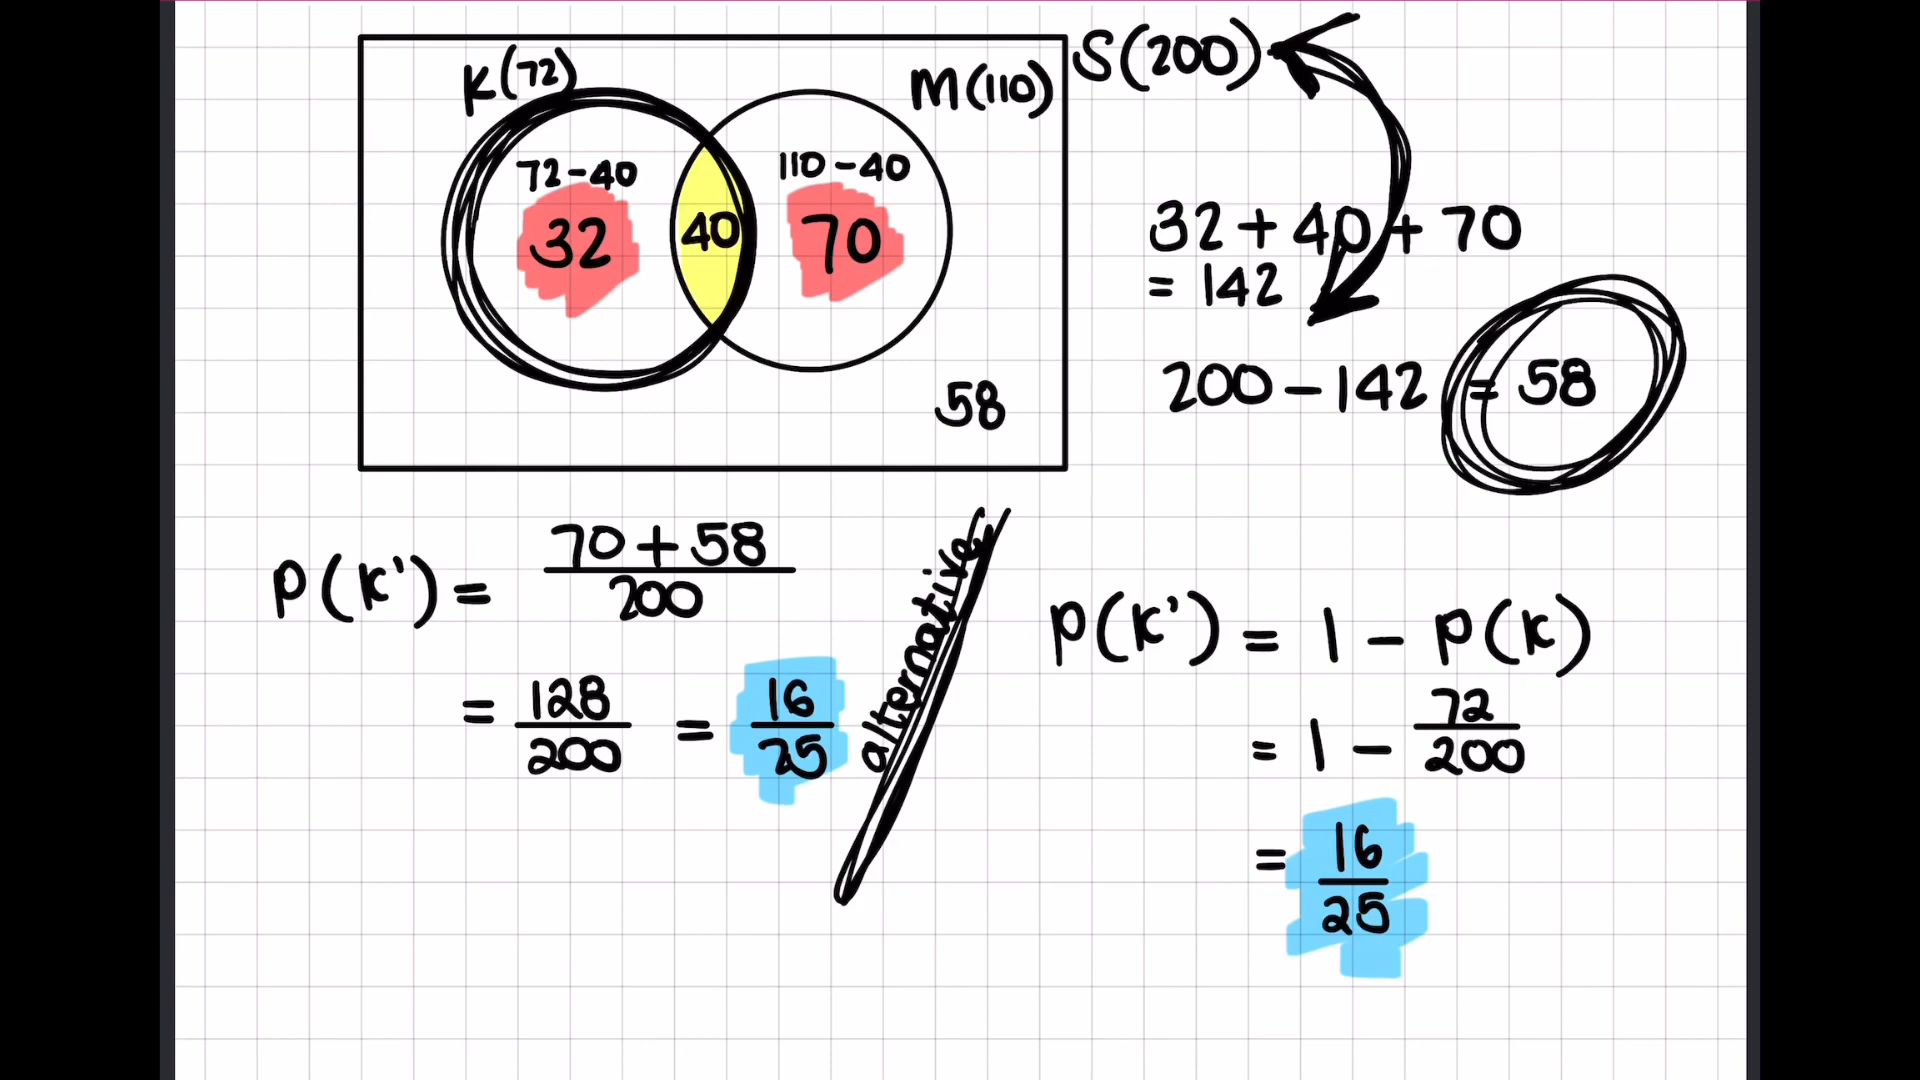 K(72)
M(110)
S(200)
72-40
110-40
32
40
70
58
32 + 40 + 70
= 142
200 - 142 = 58
P(K') = 70 + 58 / 200
= 128 / 200 = 16 / 25
alternative
P(K') = 1 - P(K)
= 1 - 72 / 200
= 16 / 25